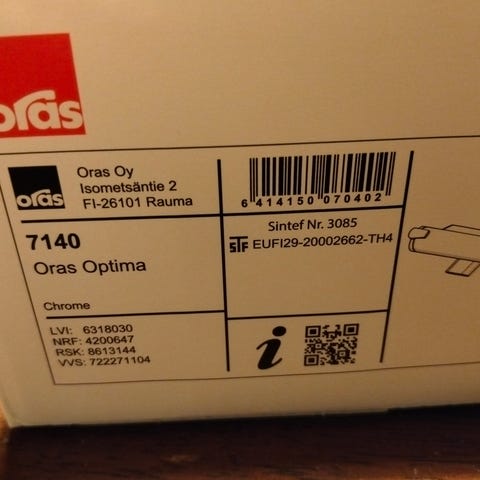 oras
oras
Oras Oy
Isometsäntie 2
FI-26101 Rauma
6 414150 070402
7140
Oras Optima
Chrome
Sintef Nr. 3085
STF EUFI29-20002662-TH4
LVI: 6318030
NRF: 4200647
RSK: 8613144
VVS: 722271104
i